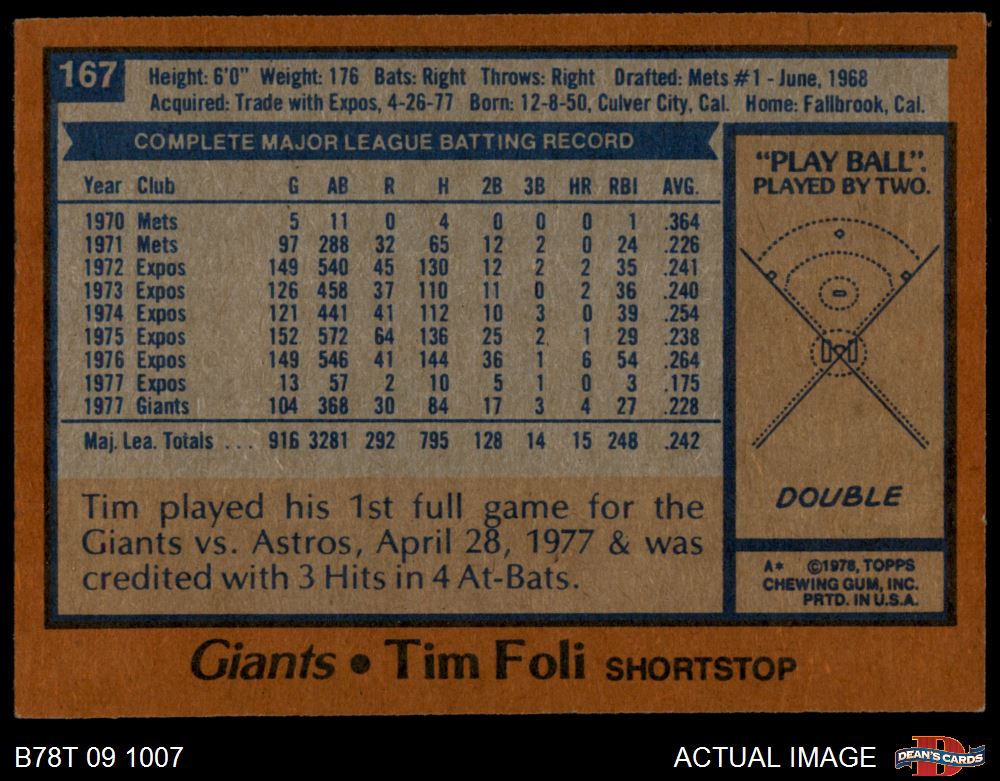 167
Height: 6'0" Weight: 176 Bats: Right Throws: Right Drafted: Mets #1 - June, 1968
Acquired: Trade with Expos, 4-26-77 Born: 12-8-50, Culver City, Cal. Home: Fallbrook, Cal.
COMPLETE MAJOR LEAGUE BATTING RECORD
Year Club G AB R H 2B 3B HR RBI AVG.
1970 Mets 5 11 0 4 0 0 0 1 .364
1971 Mets 97 288 32 65 12 2 0 24 .226
1972 Expos 149 540 45 130 12 2 2 35 .241
1973 Expos 126 458 37 110 11 0 2 36 .240
1974 Expos 121 441 41 112 10 3 0 39 .254
1975 Expos 152 572 64 136 25 2 1 29 .238
1976 Expos 149 546 41 144 36 1 6 54 .264
1977 Expos 13 57 2 10 5 1 0 3 .175
1977 Giants 104 368 30 84 17 3 4 27 .228
Maj. Lea. Totals ... 916 3281 292 795 128 14 15 248 .242
Tim played his 1st full game for the
Giants vs. Astros, April 28, 1977 & was
credited with 3 Hits in 4 At-Bats.
"PLAY BALL".
PLAYED BY TWO.
DOUBLE
A* ©1978, TOPPS
CHEWING GUM, INC.
PRTD. IN U.S.A.
Giants • Tim Foli SHORTSTOP
B78T 09 1007
ACTUAL IMAGE
DEAN'S CARDS